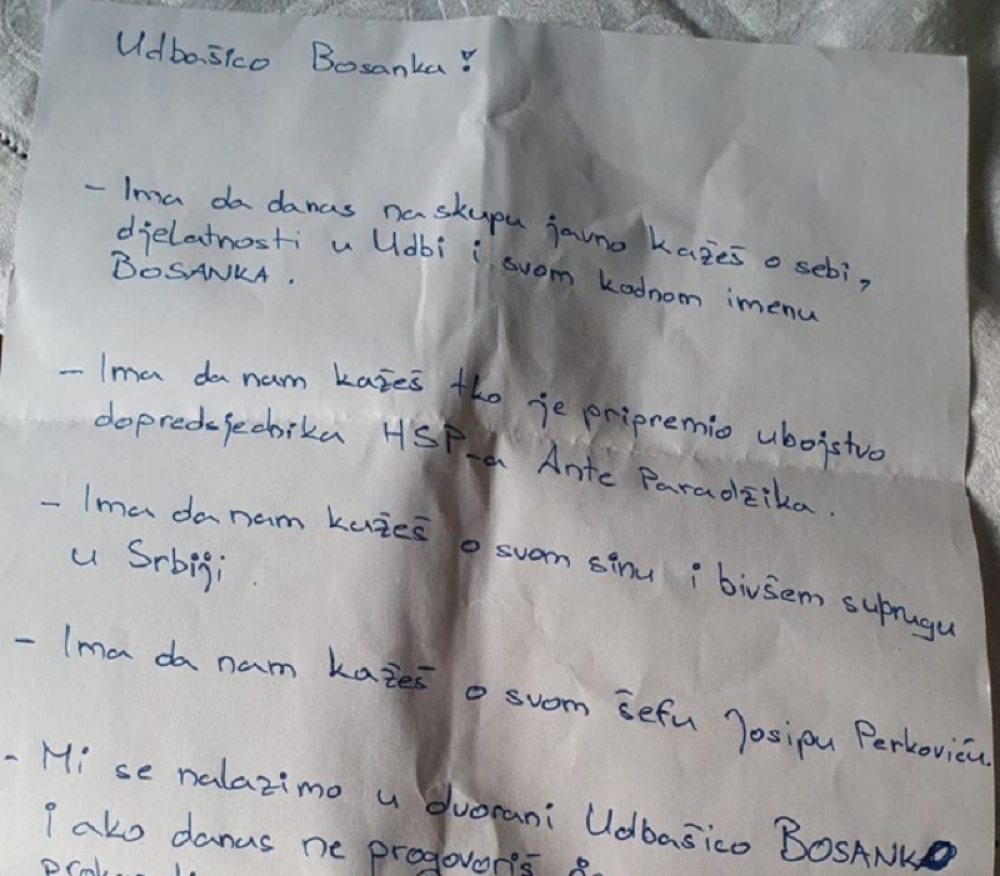 Udbašico Bosanka!
- Ima da danas na skupu javno kažeš o sebi,
djelatnosti u Udbi i svom kodnom imenu
BOSANKA.
- Ima da nam kažeš tko je pripremio ubojstvo
dopredsjednika HSP-a Ante Paradžika.
- Ima da nam kažeš o svom sinu i bivšem suprugu
u Srbiji.
- Ima da nam kažeš o svom šefu Josipu Perkoviću.
- Mi se nalazimo u dvorani Udbašico BOSANKO
i ako danas ne progovoriš